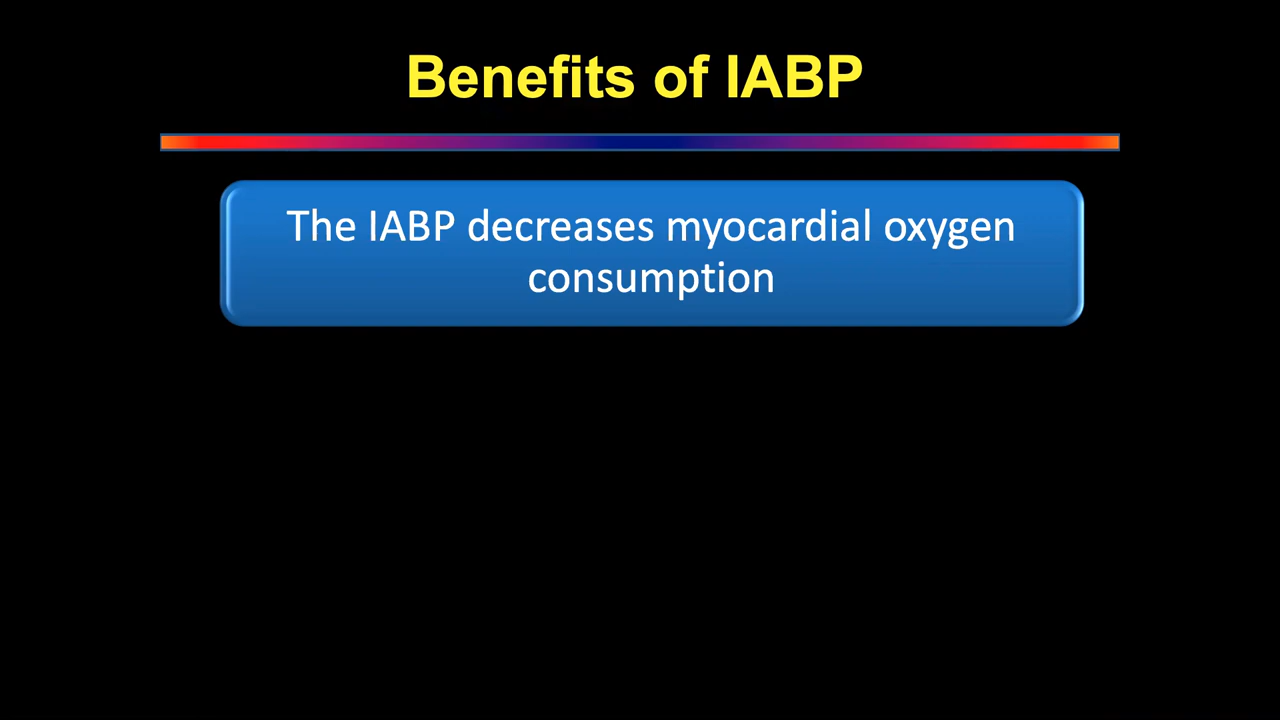 Benefits of IABP
The IABP decreases myocardial oxygen
consumption